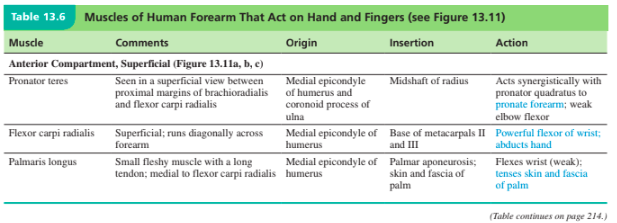 Table 13.6 Muscles of Human Forearm That Act on Hand and Fingers (see Figure 13.11)
Muscle Comments Origin Insertion Action
Anterior Compartment, Superficial (Figure 13.11a, b, c)
Pronator teres Seen in a superficial view between Medial epicondyle Midshaft of radius Acts synergistically with
proximal margins of brachioradialis of humerus and pronator quadratus to
and flexor carpi radialis coronoid process of pronate forearm; weak
ulna elbow flexor
Flexor carpi radialis Superficial; runs diagonally across Medial epicondyle of Base of metacarpals II Powerful flexor of wrist;
forearm humerus and III abducts hand
Palmaris longus Small fleshy muscle with a long Medial epicondyle of Palmar aponeurosis; Flexes wrist (weak);
tendon; medial to flexor carpi radialis humerus skin and fascia of tenses skin and fascia
palm of palm
(Table continues on page 214.)